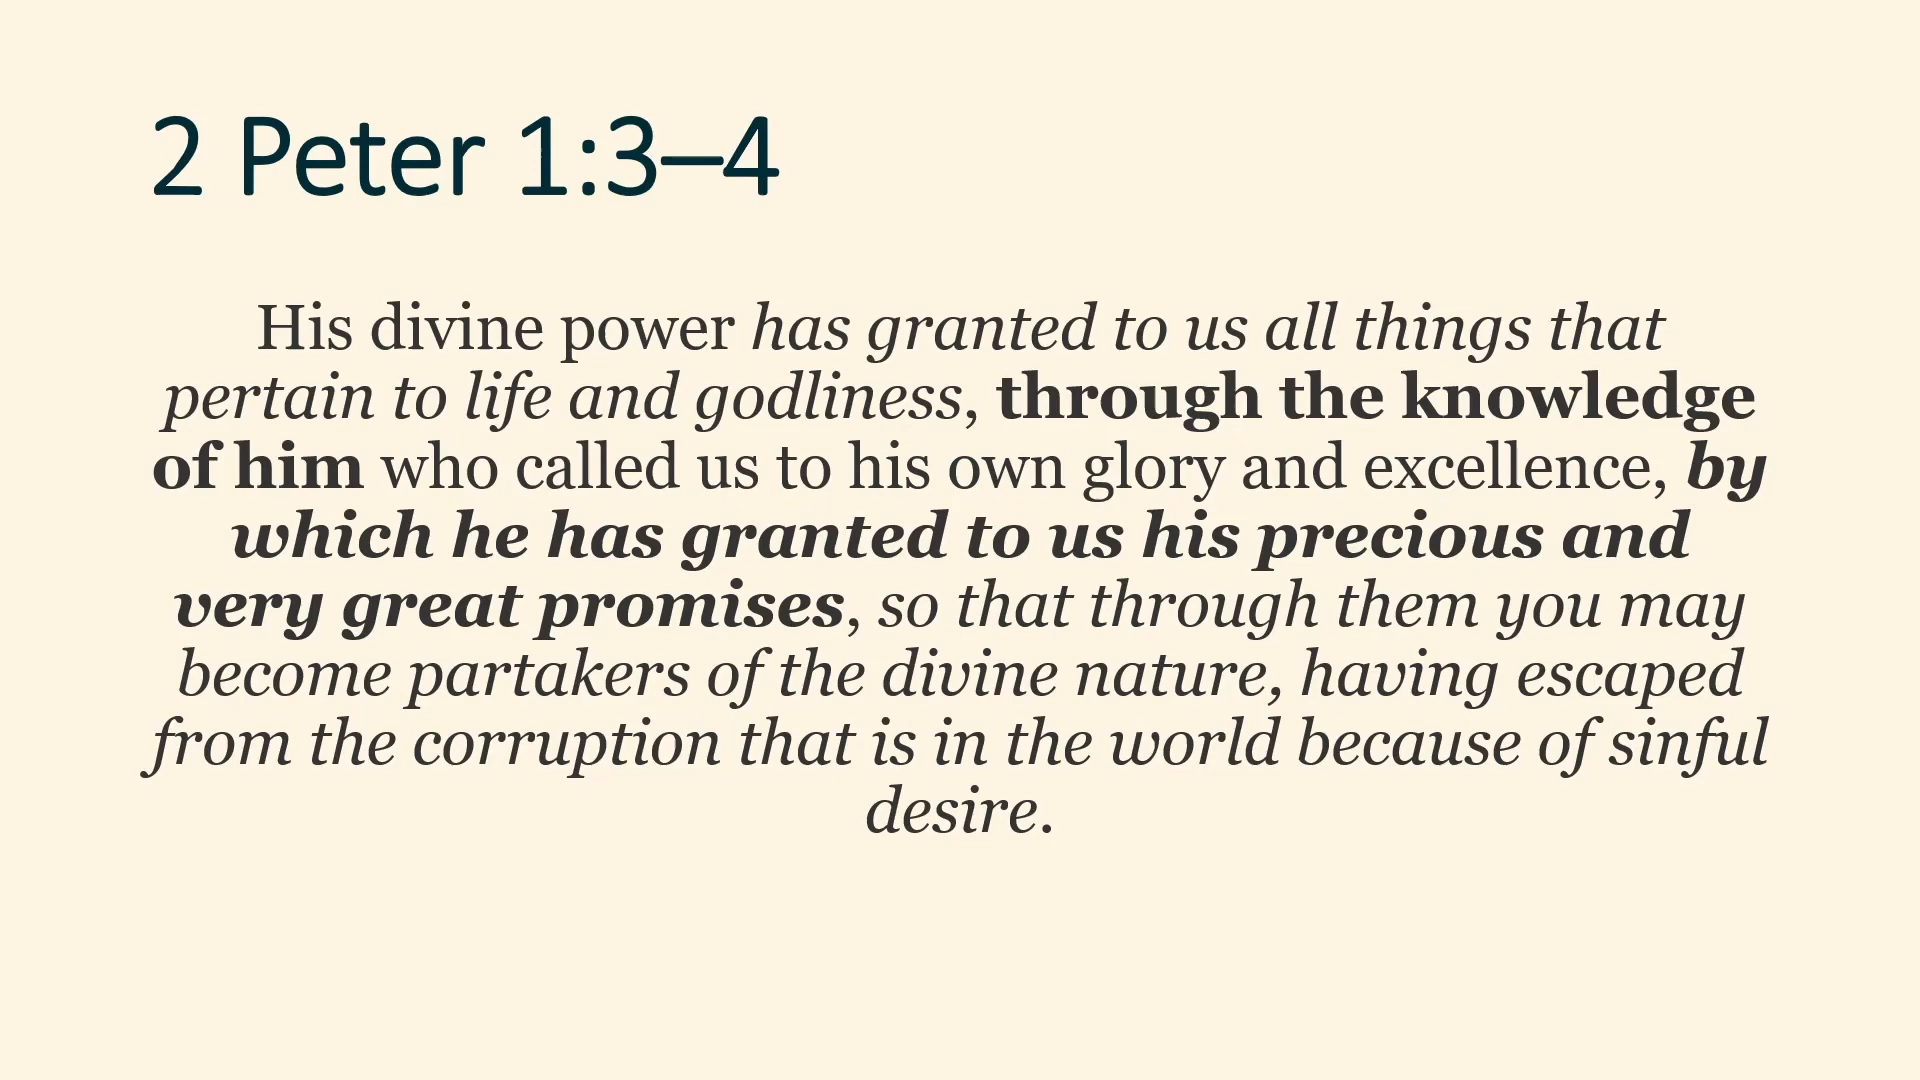 2 Peter 1:3–4
His divine power has granted to us all things that
pertain to life and godliness, through the knowledge
of him who called us to his own glory and excellence, by
which he has granted to us his precious and
very great promises, so that through them you may
become partakers of the divine nature, having escaped
from the corruption that is in the world because of sinful
desire.